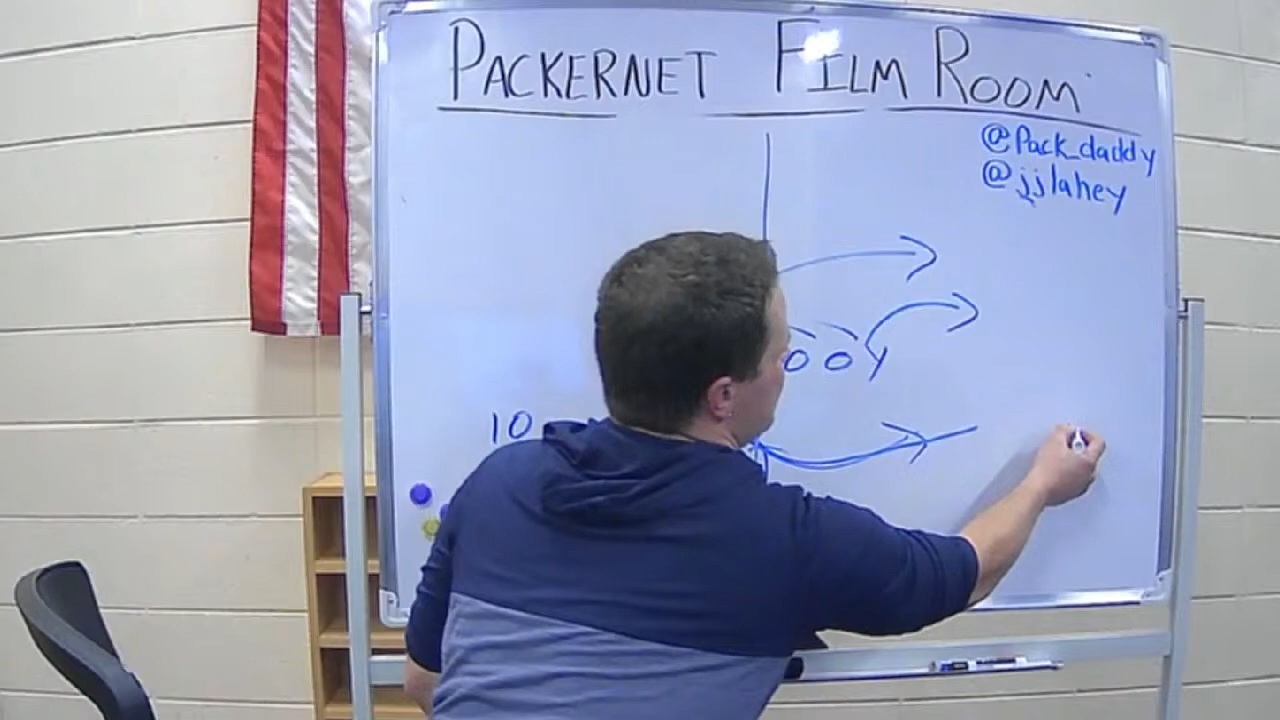 PACKERNET FILM ROOM
@Pack_daddy
@jjlahey
O O Y
10